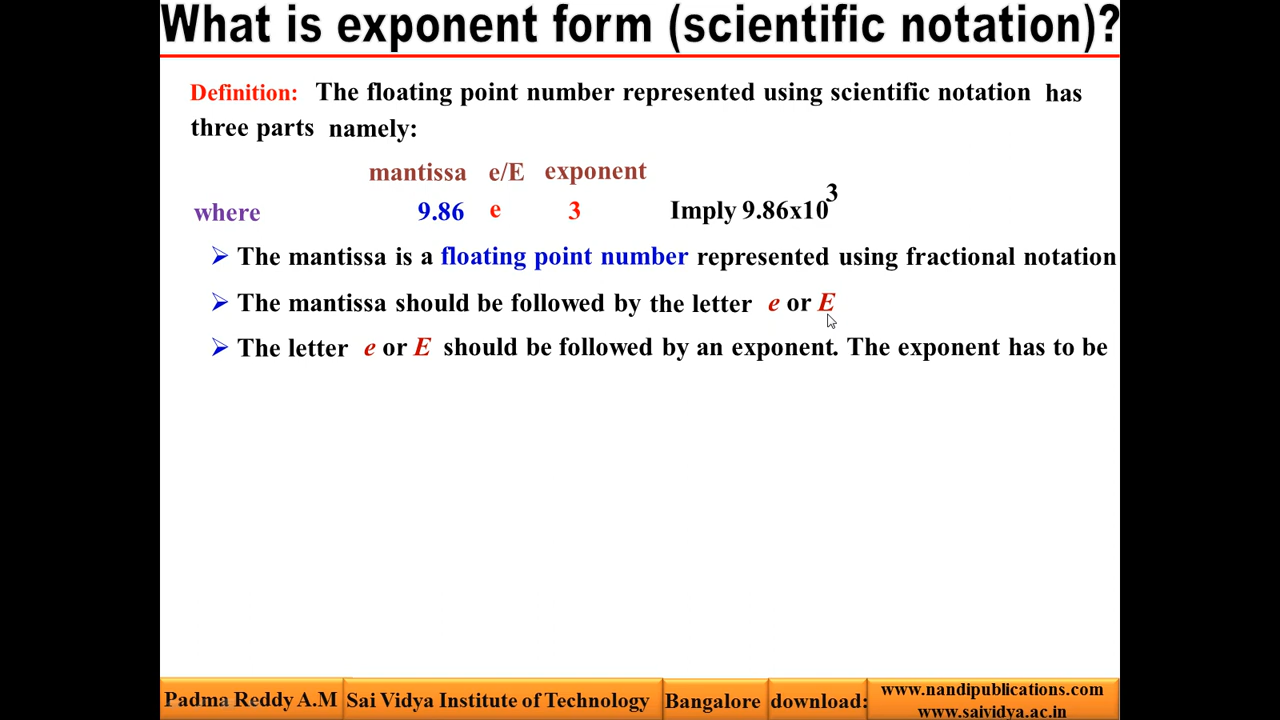 What is exponent form (scientific notation)?
Definition: The floating point number represented using scientific notation has
three parts namely:
mantissa e/E exponent
where 9.86 e 3 Imply 9.86x10³
➢ The mantissa is a floating point number represented using fractional notation
➢ The mantissa should be followed by the letter e or E
➢ The letter e or E should be followed by an exponent. The exponent has to be
Padma Reddy A.M Sai Vidya Institute of Technology Bangalore download: www.nandipublications.com
www.saividya.ac.in